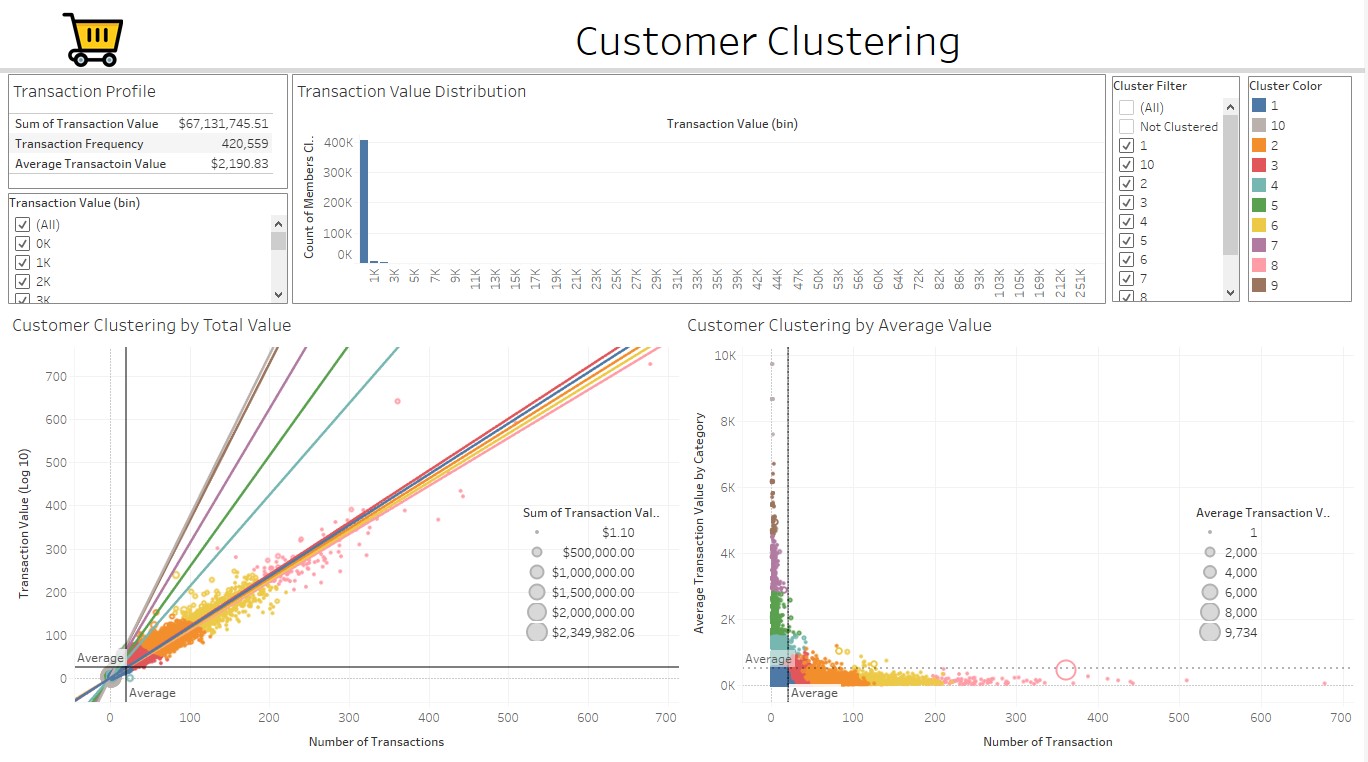 Customer Clustering
Transaction Profile
Sum of Transaction Value $67,131,745.51
Transaction Frequency 420,559
Average Transactoin Value $2,190.83
Transaction Value (bin)
(All)
0K
1K
2K
3K
Transaction Value Distribution
Transaction Value (bin)
Count of Members Cl..
400K
300K
200K
100K
0K
1K 3K 5K 7K 9K 11K 13K 15K 17K 19K 21K 23K 25K 27K 29K 31K 33K 35K 37K 39K 42K 44K 47K 50K 53K 56K 60K 64K 72K 82K 86K 93K 103K 105K 169K 212K 251K
Cluster Filter
(All)
Not Clustered
1
10
2
3
4
5
6
7
8
Cluster Color
1
10
2
3
4
5
6
7
8
9
Customer Clustering by Total Value
Transaction Value (Log 10)
700
600
500
400
300
200
100
0
Average
Average
Sum of Transaction Val..
$1.10
$500,000.00
$1,000,000.00
$1,500,000.00
$2,000,000.00
$2,349,982.06
0 100 200 300 400 500 600 700
Number of Transactions
Customer Clustering by Average Value
Average Transaction Value by Category
10K
8K
6K
4K
2K
0K
Average
Average
Average Transaction V..
1
2,000
4,000
6,000
8,000
9,734
0 100 200 300 400 500 600 700
Number of Transaction